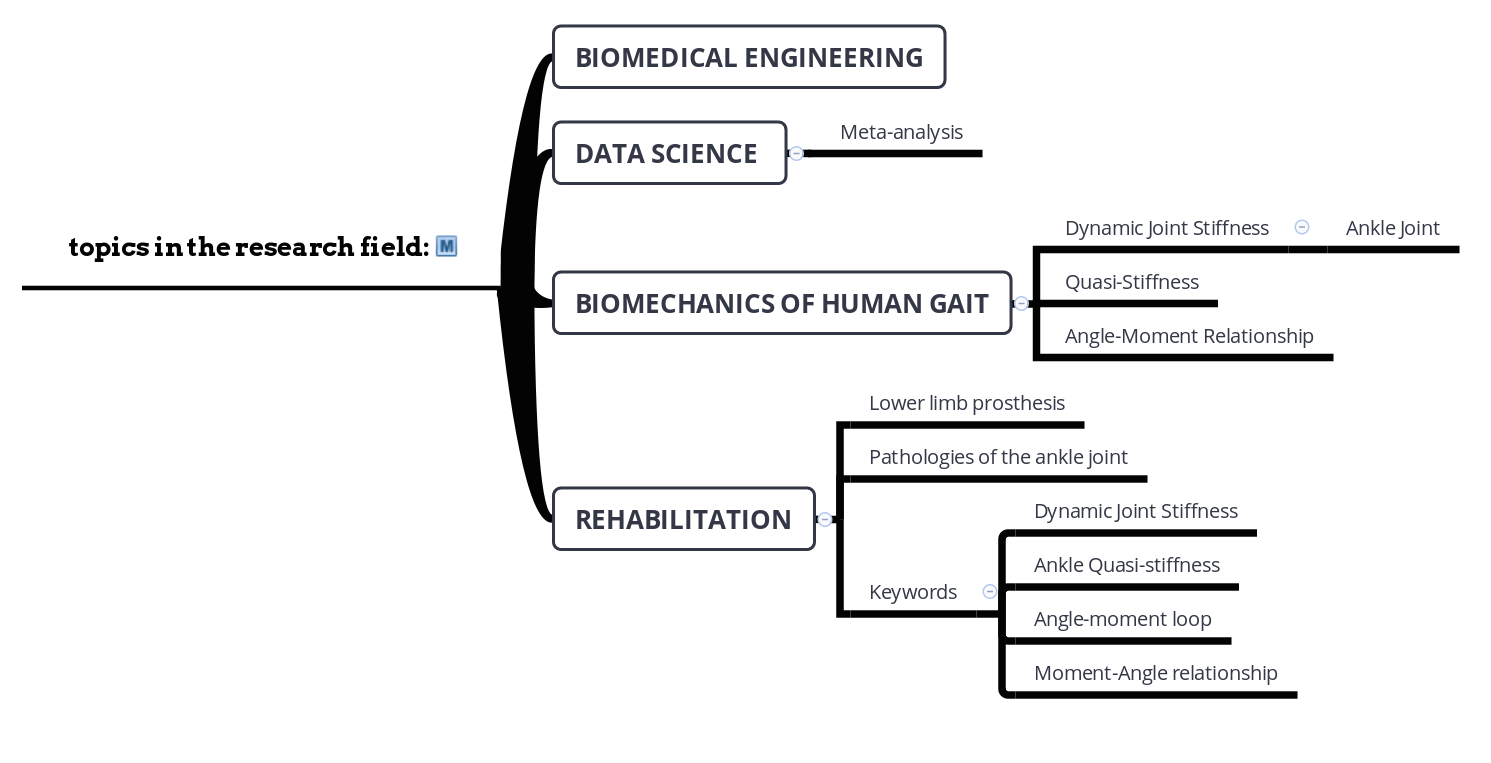 topics in the research field: M
BIOMEDICAL ENGINEERING
DATA SCIENCE
Meta-analysis
BIOMECHANICS OF HUMAN GAIT
Dynamic Joint Stiffness
Ankle Joint
Quasi-Stiffness
Angle-Moment Relationship
REHABILITATION
Lower limb prosthesis
Pathologies of the ankle joint
Keywords
Dynamic Joint Stiffness
Ankle Quasi-stiffness
Angle-moment loop
Moment-Angle relationship